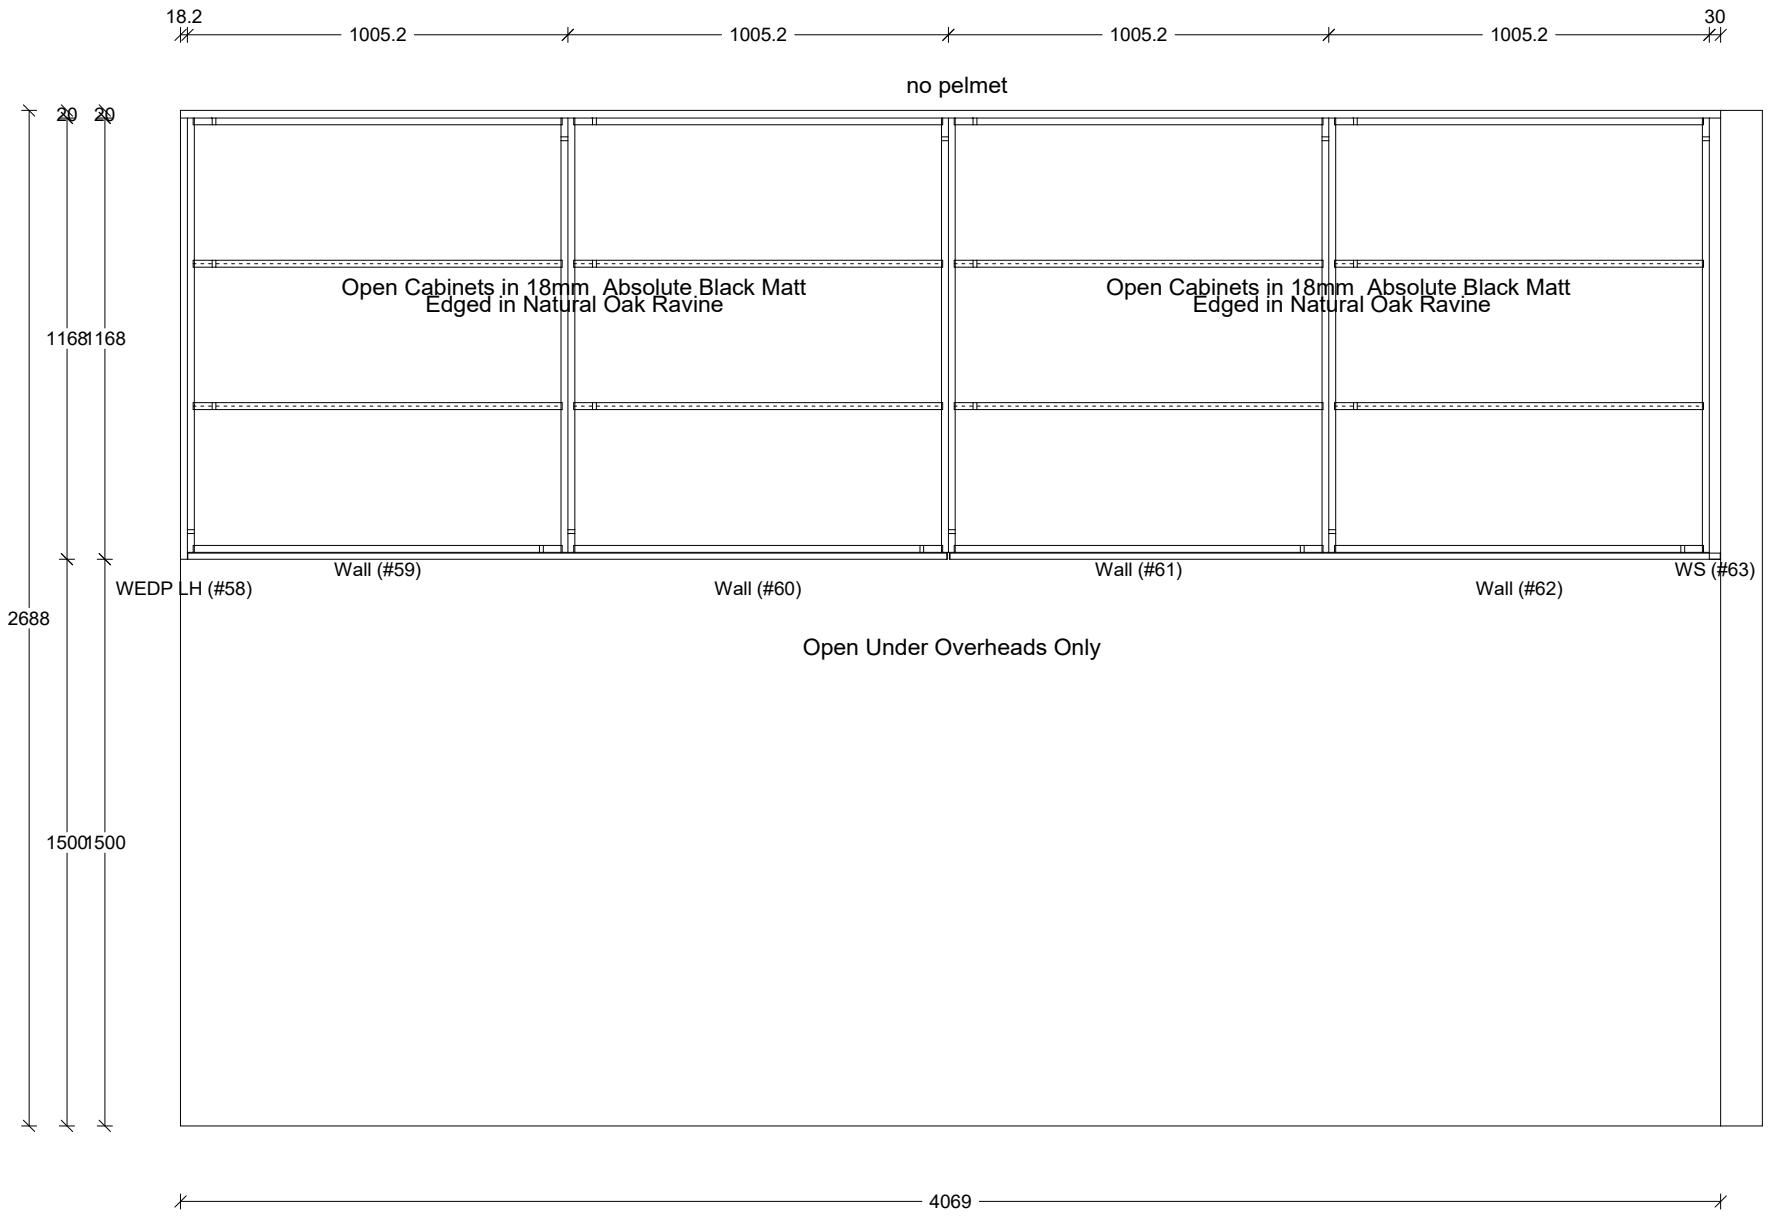 18.2
30
1005.2
1005.2
1005.2
1005.2
no pelmet
20
20
Open Cabinets in 18mm  Absolute Black Matt
Edged in Natural Oak Ravine
Open Cabinets in 18mm  Absolute Black Matt
Edged in Natural Oak Ravine
1168
1168
Wall (#59)
Wall (#61)
WS (#63)
WEDP LH (#58)
Wall (#60)
Wall (#62)
2688
Open Under Overheads Only
1500
1500
4069